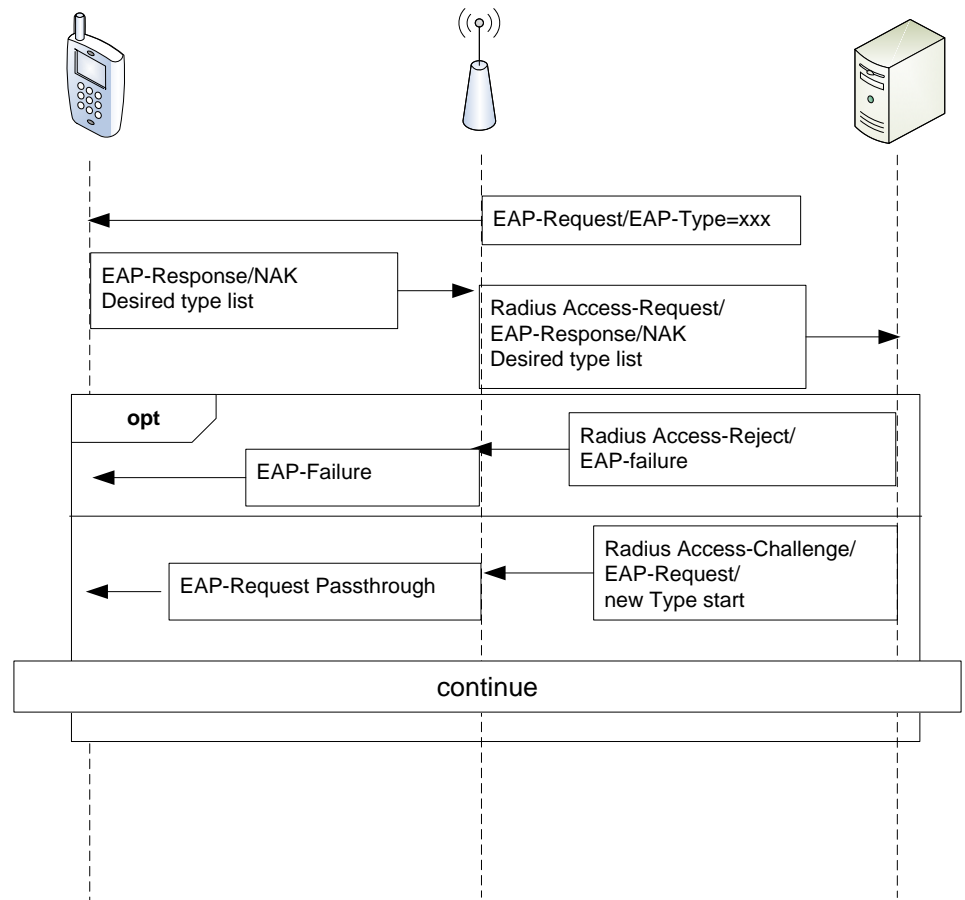 EAP-Request/EAP-Type=xxx
EAP-Response/NAK
Desired type list
Radius Access-Request/
EAP-Response/NAK
Desired type list
opt
Radius Access-Reject/
EAP-failure
EAP-Failure
Radius Access-Challenge/
EAP-Request/
new Type start
EAP-Request Passthrough
continue